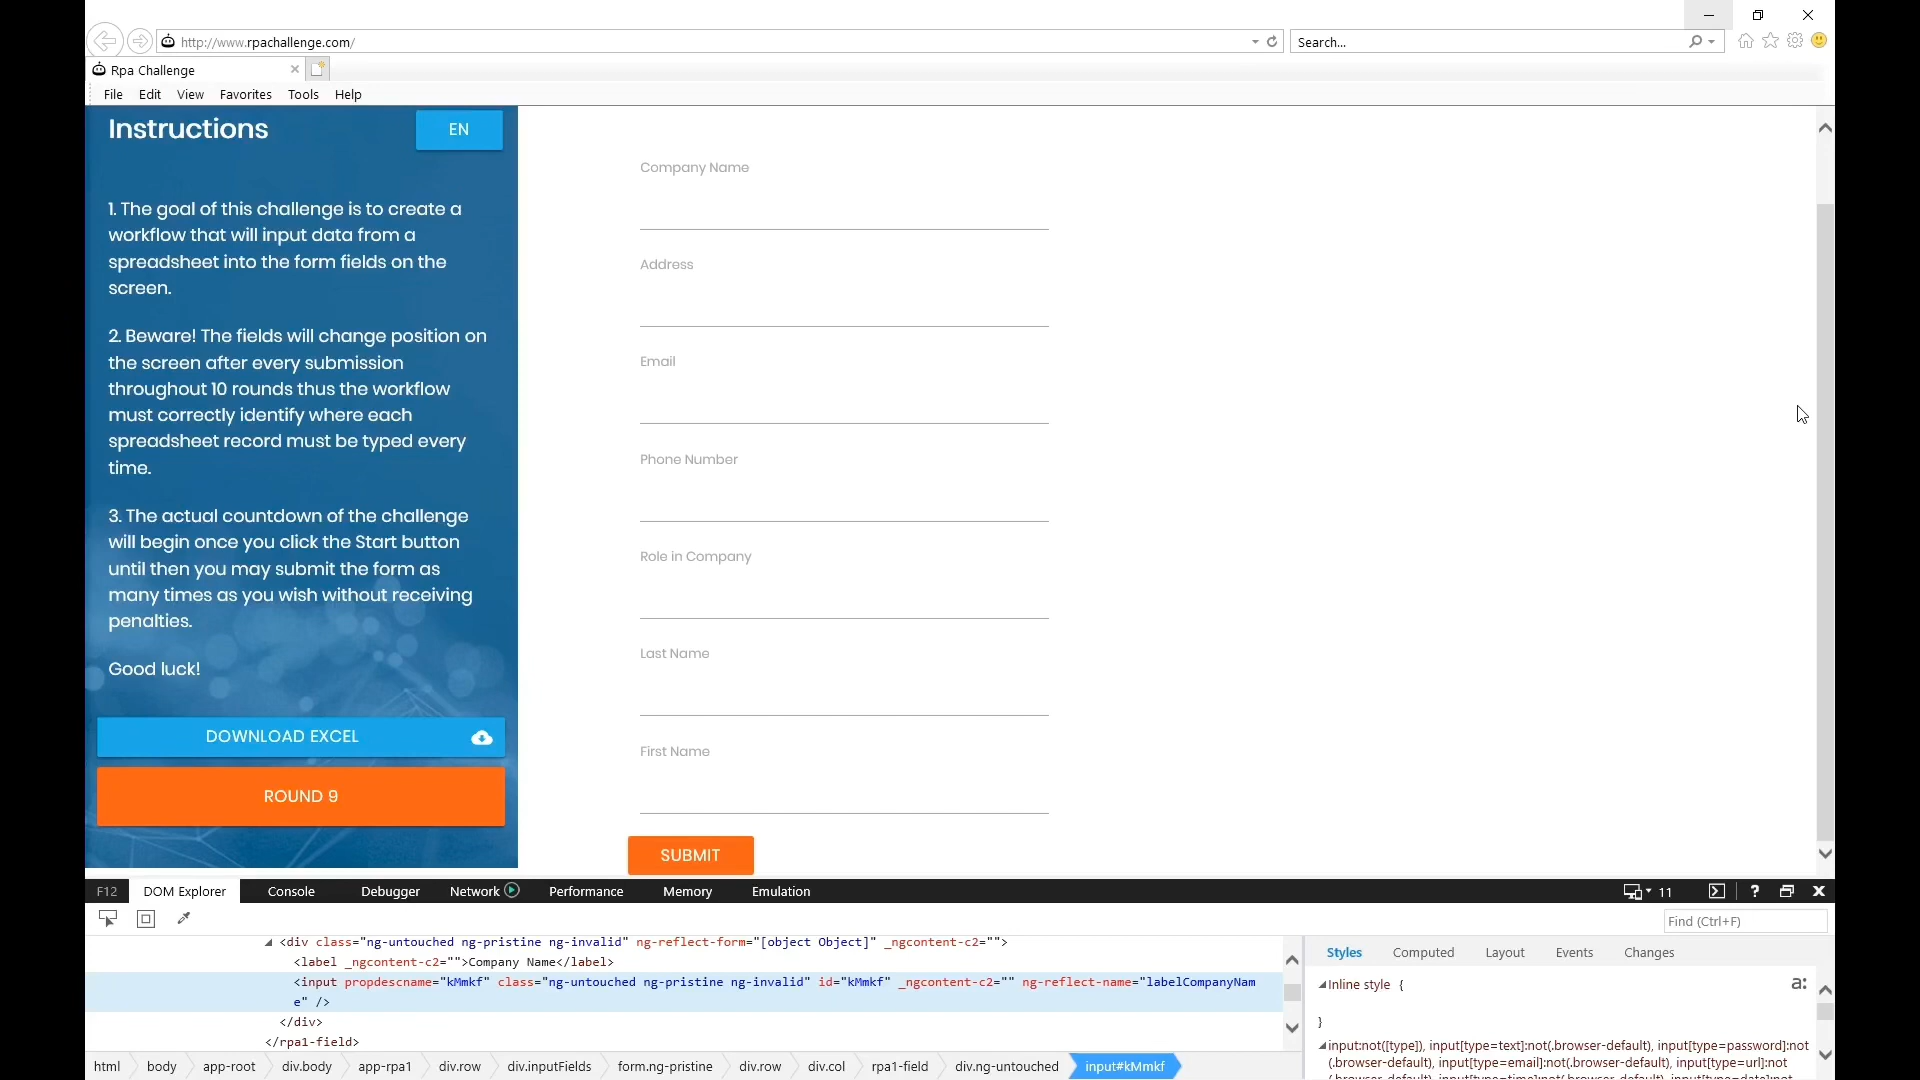 http://www.rpachallenge.com/
Search...
Rpa Challenge
File Edit View Favorites Tools Help
Instructions
EN
1. The goal of this challenge is to create a
workflow that will input data from a
spreadsheet into the form fields on the
screen.
2. Beware! The fields will change position on
the screen after every submission
throughout 10 rounds thus the workflow
must correctly identify where each
spreadsheet record must be typed every
time.
3. The actual countdown of the challenge
will begin once you click the Start button
until then you may submit the form as
many times as you wish without receiving
penalties.
Good luck!
DOWNLOAD EXCEL
ROUND 9
Company Name
Address
Email
Phone Number
Role in Company
Last Name
First Name
SUBMIT
F12 DOM Explorer Console Debugger Network Performance Memory Emulation 11 ?
Find (Ctrl+F)
<div class="ng-untouched ng-pristine ng-invalid" ng-reflect-form="[object Object]" _ngcontent-c2="">
<label _ngcontent-c2="">Company Name</label>
<input propdescname="kMmkf" class="ng-untouched ng-pristine ng-invalid" id="kMmkf" _ngcontent-c2="" ng-reflect-name="labelCompanyNam
e" />
</div>
</rpa1-field>
html body app-root div.body app-rpa1 div.row div.inputFields form.ng-pristine div.row div.col rpa1-field div.ng-untouched input#kMmkf
Styles Computed Layout Events Changes
Inline style {
a:
}
input:not([type]), input[type=text]:not(.browser-default), input[type=password]:not
(.browser-default), input[type=email]:not(.browser-default), input[type=url]:not
(.browser-default), input[type=time]:not(.browser-default), input[type=date]:not